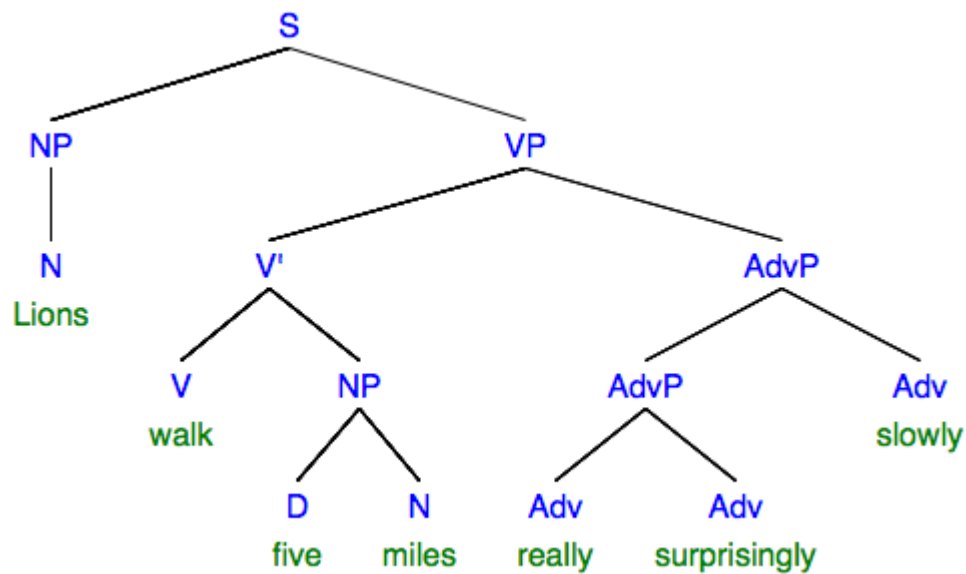 S
NP VP
N V' AdvP
Lions
V NP AdvP Adv
walk slowly
D N Adv Adv
five miles really surprisingly